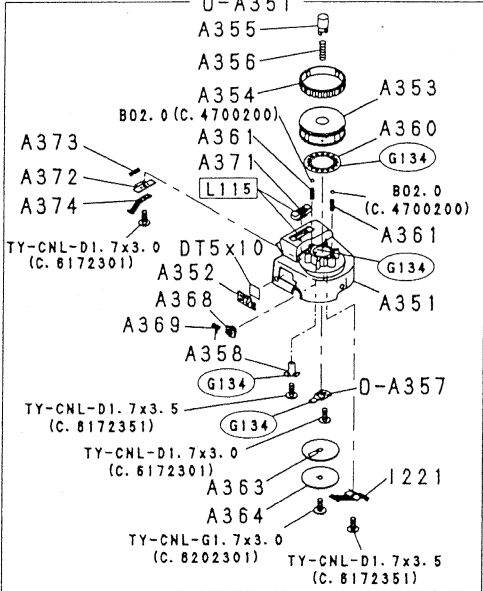 O-A351
A355
A356
A354
A353
B02.0 (C.4700200)
A360
A361
G134
A373
A371
A372
L115
B02.0
(C.4700200)
A374
A361
TY-CNL-D1.7x3.0
(C.6172301)
DT5x10
G134
A352
A351
A368
A369
A358
G134
O-A357
TY-CNL-D1.7x3.5
(C.6172351)
G134
TY-CNL-D1.7x3.0
(C.6172301)
A363
I221
A364
TY-CNL-G1.7x3.0
(C.6202301)
TY-CNL-D1.7x3.5
(C.6172351)